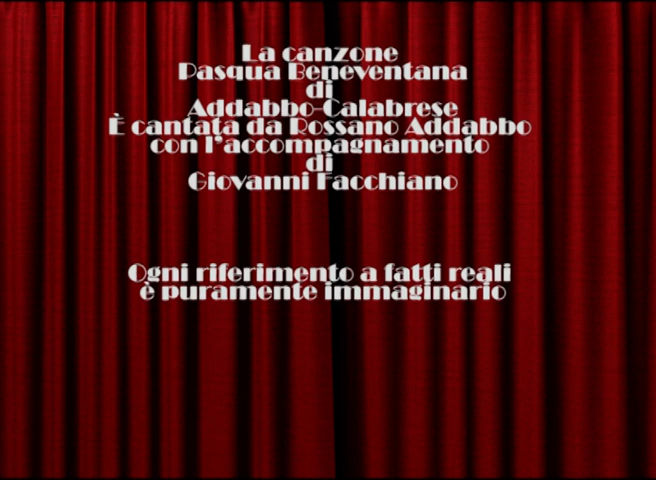 La canzone
Pasqua Beneventana
di
Addabbo-Calabrese
È cantata da Rossano Addabbo
con l'accompagnamento
di
Giovanni Facchiano
Ogni riferimento a fatti reali
è puramente immaginario